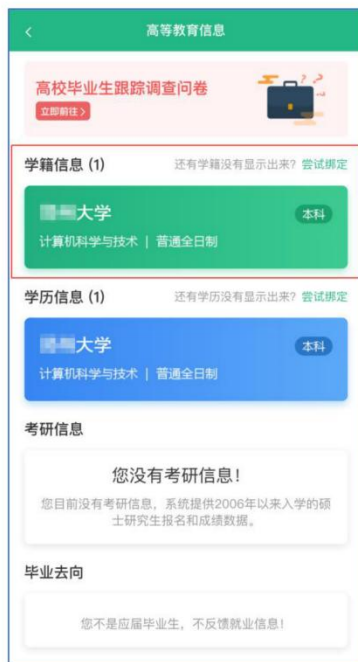 高等教育信息
高校毕业生跟踪调查问卷
立即前往>
学籍信息 (1) 还有学籍没有显示出来? 尝试绑定
大学 本科
计算机科学与技术 | 普通全日制
学历信息 (1) 还有学历没有显示出来? 尝试绑定
大学 本科
计算机科学与技术 | 普通全日制
考研信息
您没有考研信息!
您目前没有考研信息，系统提供2006年以来入学的硕
士研究生报名和成绩数据。
毕业去向
您不是应届毕业生，不反馈就业信息!